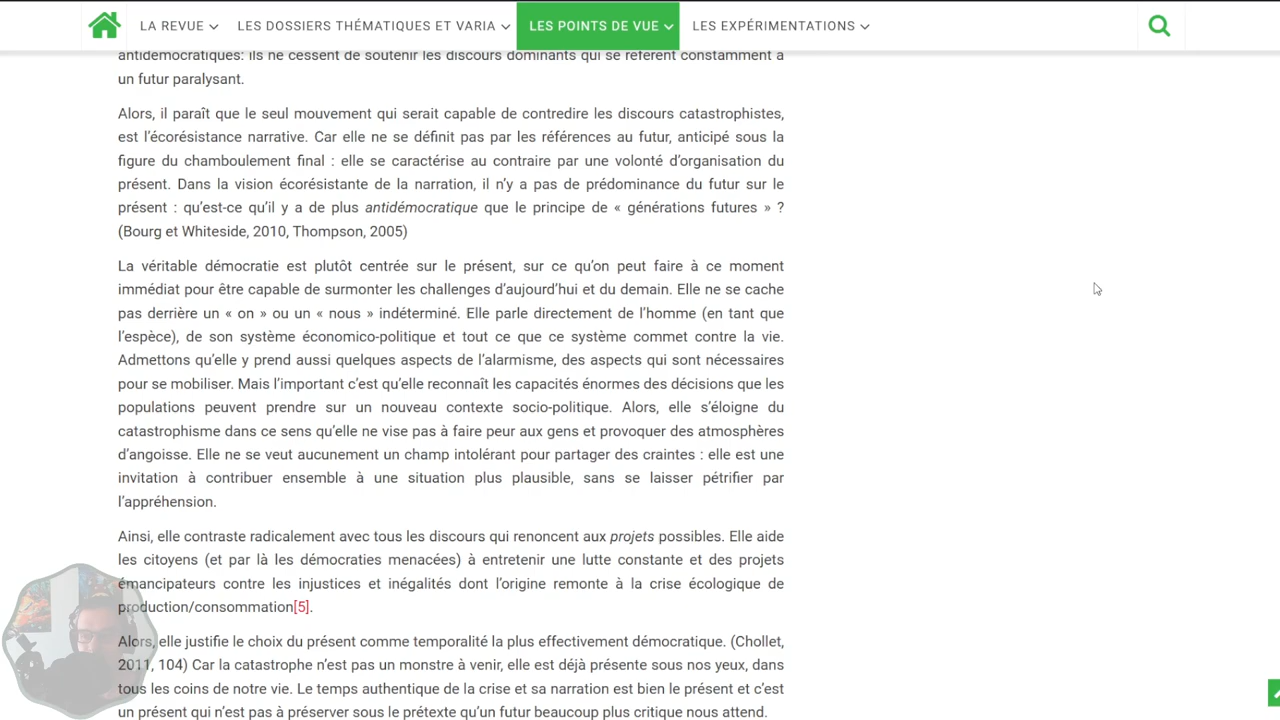 LA REVUE
LES DOSSIERS THÉMATIQUES ET VARIA
LES POINTS DE VUE
LES EXPÉRIMENTATIONS
antidémocratiques: ils ne cessent de soutenir les discours dominants qui se réfèrent constamment à
un futur paralysant.
Alors, il paraît que le seul mouvement qui serait capable de contredire les discours catastrophistes,
est l’écorésistance narrative. Car elle ne se définit pas par les références au futur, anticipé sous la
figure du chamboulement final : elle se caractérise au contraire par une volonté d’organisation du
présent. Dans la vision écorésistante de la narration, il n’y a pas de prédominance du futur sur le
présent : qu’est-ce qu’il y a de plus antidémocratique que le principe de « générations futures » ?
(Bourg et Whiteside, 2010, Thompson, 2005)
La véritable démocratie est plutôt centrée sur le présent, sur ce qu’on peut faire à ce moment
immédiat pour être capable de surmonter les challenges d’aujourd’hui et du demain. Elle ne se cache
pas derrière un « on » ou un « nous » indéterminé. Elle parle directement de l’homme (en tant que
l’espèce), de son système économico-politique et tout ce que ce système commet contre la vie.
Admettons qu’elle y prend aussi quelques aspects de l’alarmisme, des aspects qui sont nécessaires
pour se mobiliser. Mais l’important c’est qu’elle reconnaît les capacités énormes des décisions que les
populations peuvent prendre sur un nouveau contexte socio-politique. Alors, elle s’éloigne du
catastrophisme dans ce sens qu’elle ne vise pas à faire peur aux gens et provoquer des atmosphères
d’angoisse. Elle ne se veut aucunement un champ intolérant pour partager des craintes : elle est une
invitation à contribuer ensemble à une situation plus plausible, sans se laisser pétrifier par
l’appréhension.
Ainsi, elle contraste radicalement avec tous les discours qui renoncent aux projets possibles. Elle aide
les citoyens (et par là les démocraties menacées) à entretenir une lutte constante et des projets
émancipateurs contre les injustices et inégalités dont l’origine remonte à la crise écologique de
production/consommation[5].
Alors, elle justifie le choix du présent comme temporalité la plus effectivement démocratique. (Chollet,
2011, 104) Car la catastrophe n’est pas un monstre à venir, elle est déjà présente sous nos yeux, dans
tous les coins de notre vie. Le temps authentique de la crise et sa narration est bien le présent et c’est
un présent qui n’est pas à préserver sous le prétexte qu’un futur beaucoup plus critique nous attend.